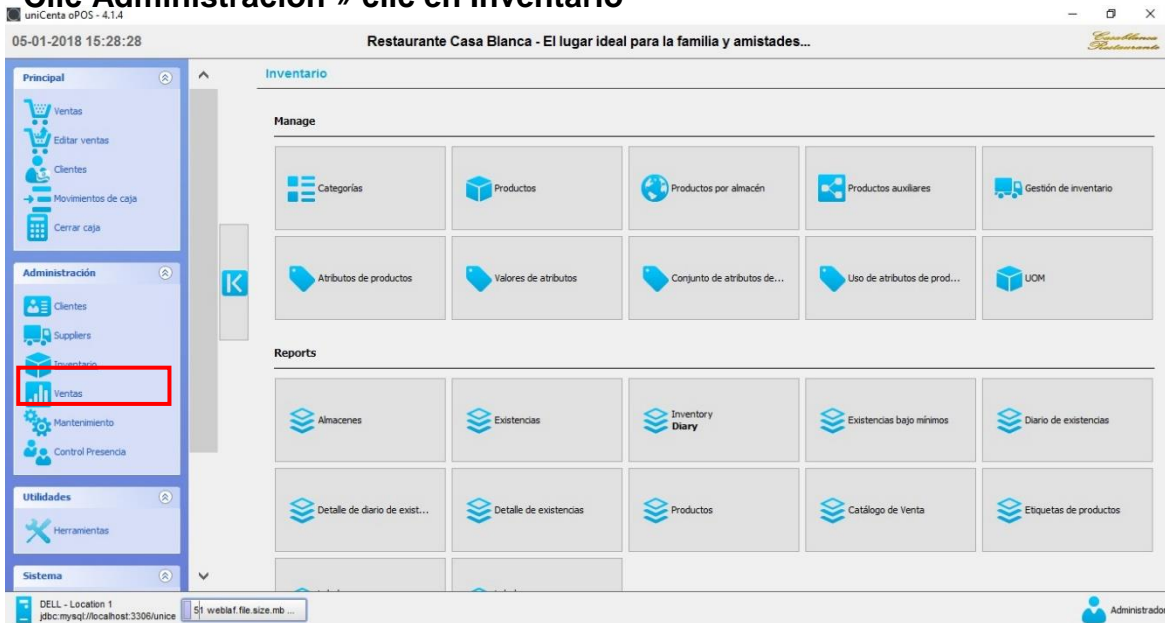 Clic Administración » clic en Inventario
uniCenta oPOS - 4.1.4
05-01-2018 15:28:28
Restaurante Casa Blanca - El lugar ideal para la familia y amistades...
Casablanca
Restaurante
Principal
Ventas
Editar ventas
Clientes
Movimientos de caja
Cerrar caja
Administración
Clientes
Suppliers
Inventario
Ventas
Mantenimiento
Control Presencia
Utilidades
Herramientas
Sistema
Inventario
Manage
Categorías
Productos
Productos por almacén
Productos auxiliares
Gestión de inventario
Atributos de productos
Valores de atributos
Conjunto de atributos de...
Uso de atributos de prod...
UOM
Reports
Almacenes
Existencias
Inventory
Diary
Existencias bajo mínimos
Diario de existencias
Detalle de diario de exist...
Detalle de existencias
Productos
Catálogo de Venta
Etiquetas de productos
DELL - Location 1
jdbc:mysql://localhost:3306/unice
51 weblaf.file.size.mb ...
Administrador